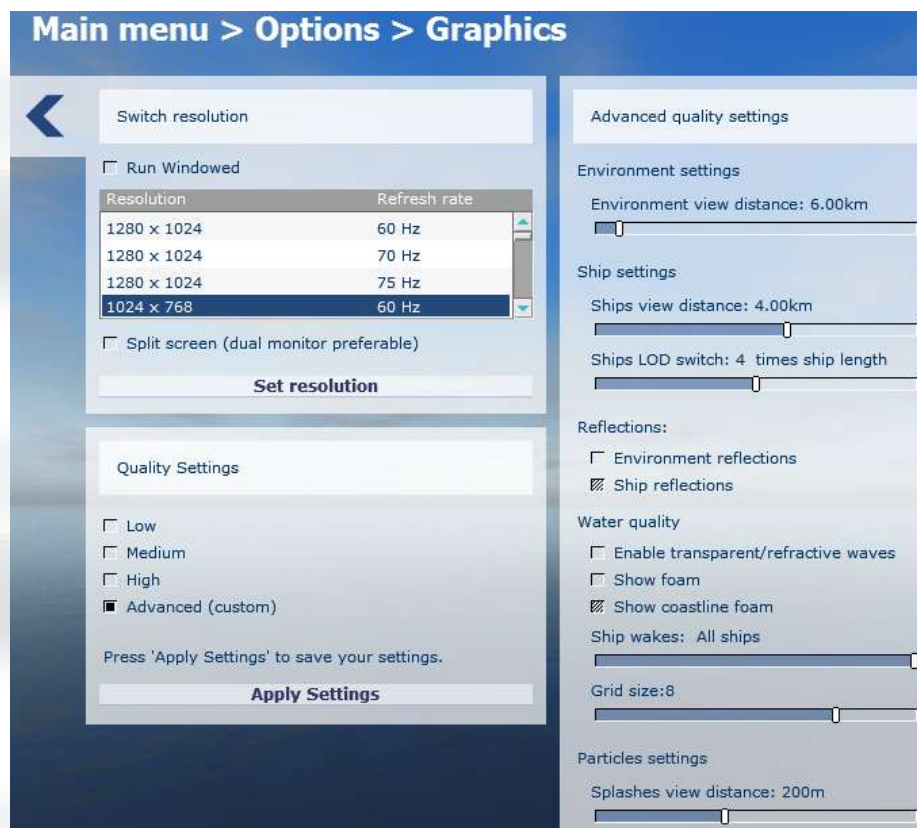 Main menu > Options > Graphics
Switch resolution
Run Windowed
Resolution Refresh rate
1280 x 1024 60 Hz
1280 x 1024 70 Hz
1280 x 1024 75 Hz
1024 x 768 60 Hz
Split screen (dual monitor preferable)
Set resolution
Quality Settings
Low
Medium
High
Advanced (custom)
Press 'Apply Settings' to save your settings.
Apply Settings
Advanced quality settings
Environment settings
Environment view distance: 6.00km
Ship settings
Ships view distance: 4.00km
Ships LOD switch: 4 times ship length
Reflections:
Environment reflections
Ship reflections
Water quality
Enable transparent/refractive waves
Show foam
Show coastline foam
Ship wakes: All ships
Grid size:8
Particles settings
Splashes view distance: 200m